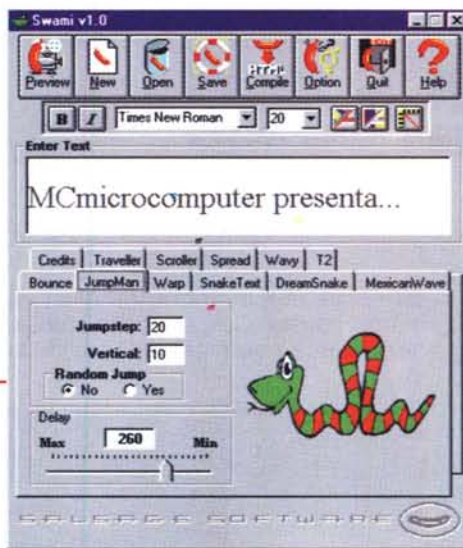 Swami v1.0
Preview New Open Save Compile Option Quit Help
B I Times New Roman 20
Enter Text
MCmicrocomputer presenta...
Credits Traveller Scroller Spread Wavy T2
Bounce JumpMan Warp SnakeText DreamSnake MexicanWave
Jumpstep: 20
Vertical: 10
Random Jump
No Yes
Delay
Max 260 Min
SOFTWARE